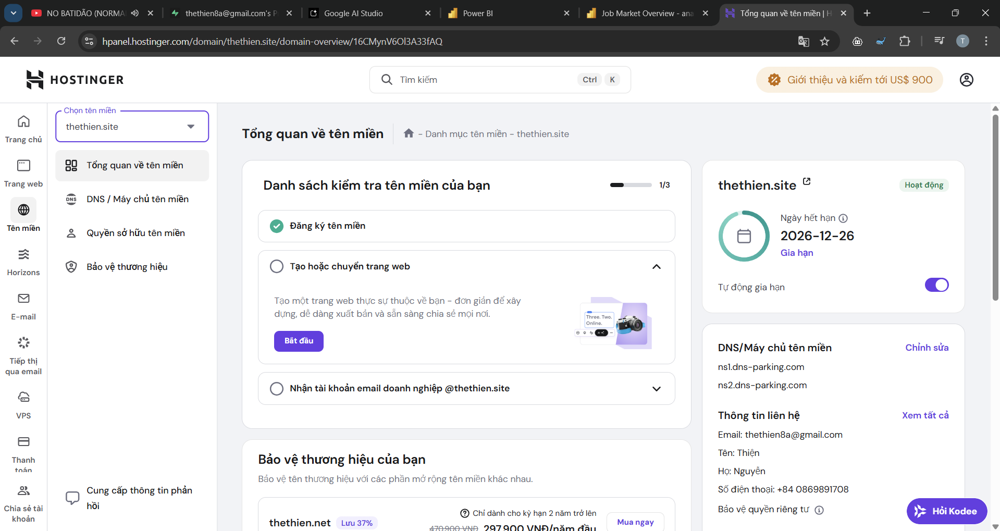 NO BATIDÃO (NORMA
thethien8a@gmail.com's P
Google AI Studio
Power BI
Job Market Overview - ana
Tổng quan về tên miền | H
hpanel.hostinger.com/domain/thethien.site/domain-overview/16CMynV6Ol3A33fAQ
T
HOSTINGER
Tìm kiếm
Ctrl
K
Giới thiệu và kiếm tới US$ 900
Trang chủ
Trang web
Tên miền
Horizons
E-mail
Tiếp thị
qua email
VPS
Thanh
toán
Chia sẻ tài
khoản
Chọn tên miền
thethien.site
Tổng quan về tên miền
DNS
DNS / Máy chủ tên miền
Quyền sở hữu tên miền
Bảo vệ thương hiệu
Cung cấp thông tin phản
hồi
Tổng quan về tên miền
– Danh mục tên miền – thethien.site
Danh sách kiểm tra tên miền của bạn
1/3
Đăng ký tên miền
Tạo hoặc chuyển trang web
Tạo một trang web thực sự thuộc về bạn – đơn giản để xây
dựng, dễ dàng xuất bản và sẵn sàng chia sẻ mọi nơi.
Bắt đầu
Three. Two.
Online.
AI
Nhận tài khoản email doanh nghiệp @thethien.site
Bảo vệ thương hiệu của bạn
Bảo vệ tên thương hiệu với các phần mở rộng tên miền khác nhau.
thethien.net
Lưu 37%
Chỉ dành cho kỳ hạn 2 năm trở lên
470.900 VNĐ
297.900 VNĐ/năm đầu
Mua ngay
thethien.site
Hoạt động
Ngày hết hạn
2026-12-26
Gia hạn
Tự động gia hạn
DNS/Máy chủ tên miền
Chỉnh sửa
ns1.dns-parking.com
ns2.dns-parking.com
Thông tin liên hệ
Xem tất cả
Email: thethien8a@gmail.com
Tên: Thiện
Họ: Nguyễn
Số điện thoại: +84 0869891708
Bảo vệ quyền riêng tư
Hỏi Kodee